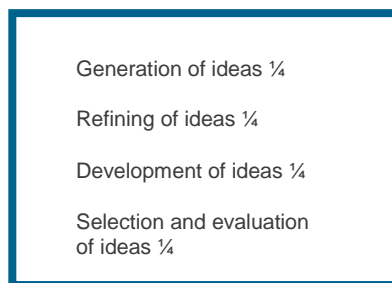 Generation of ideas ¼
Refining of ideas ¼
Development of ideas ¼
Selection and evaluation
of ideas ¼